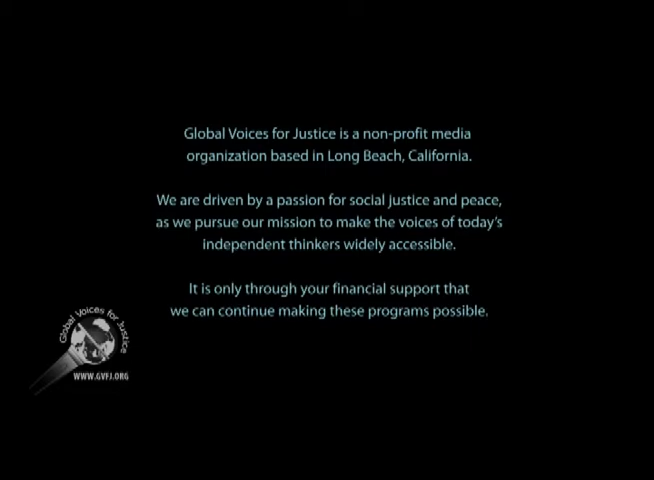 Global Voices for Justice is a non-profit media
organization based in Long Beach, California.
We are driven by a passion for social justice and peace,
as we pursue our mission to make the voices of today's
independent thinkers widely accessible.
It is only through your financial support that
we can continue making these programs possible.
Global Voices for Justice
WWW.GVFJ.ORG